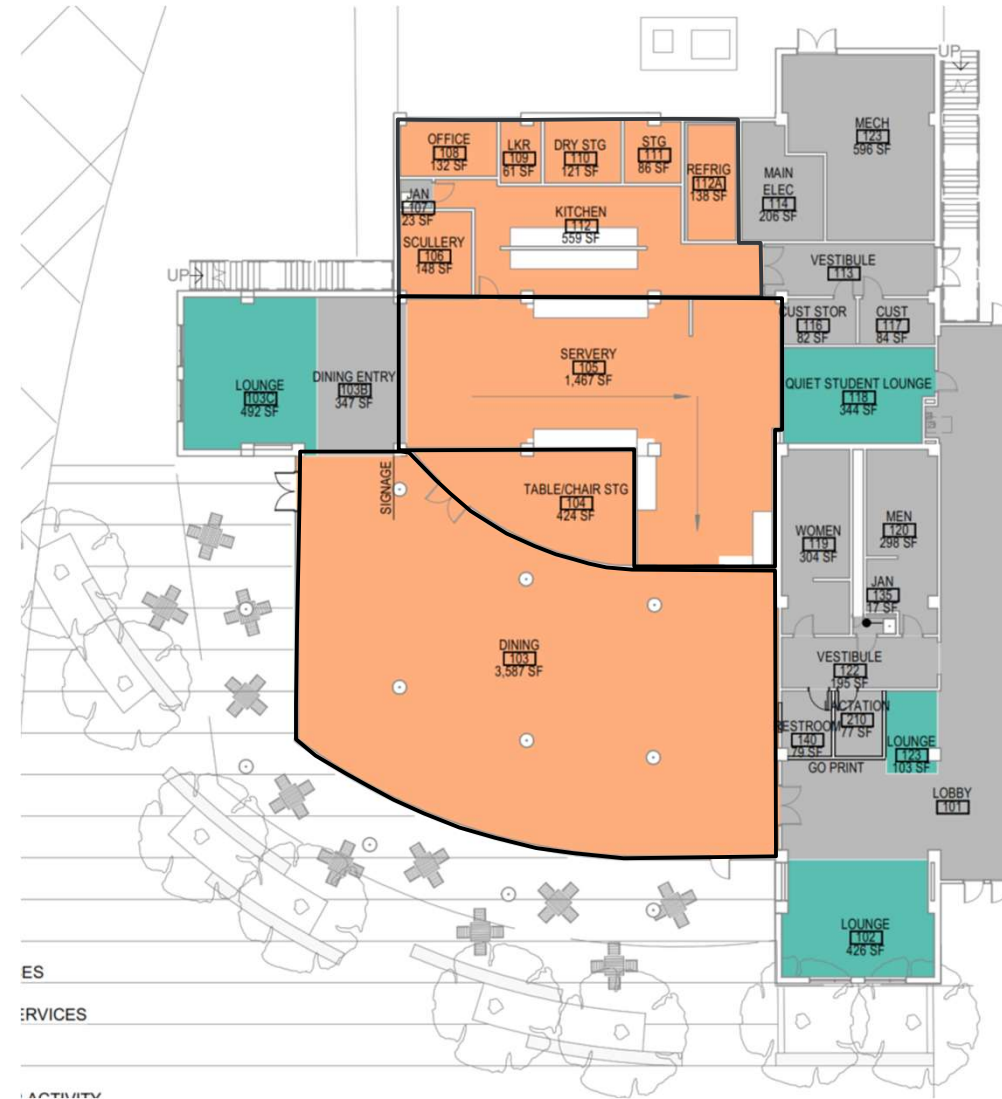 UP
MECH
123
596 SF
OFFICE
108
132 SF
LKR
109
61 SF
DRY STG
110
121 SF
STG
111
86 SF
REFRIG
112A
138 SF
MAIN
ELEC
114
206 SF
JAN
107
23 SF
KITCHEN
112
559 SF
SCULLERY
106
148 SF
UP
VESTIBULE
113
CUST STOR
116
82 SF
CUST
117
84 SF
SERVERY
105
1,467 SF
LOUNGE
103C
492 SF
DINING ENTRY
103B
347 SF
QUIET STUDENT LOUNGE
118
344 SF
SIGNAGE
TABLE/CHAIR STG
104
424 SF
WOMEN
119
304 SF
MEN
120
298 SF
JAN
135
17 SF
DINING
103
3,587 SF
VESTIBULE
122
195 SF
LACTATION
210
77 SF
RESTROOM
140
79 SF
LOUNGE
123
103 SF
GO PRINT
LOBBY
101
LOUNGE
102
426 SF
ES
ERVICES
ACTIVITY